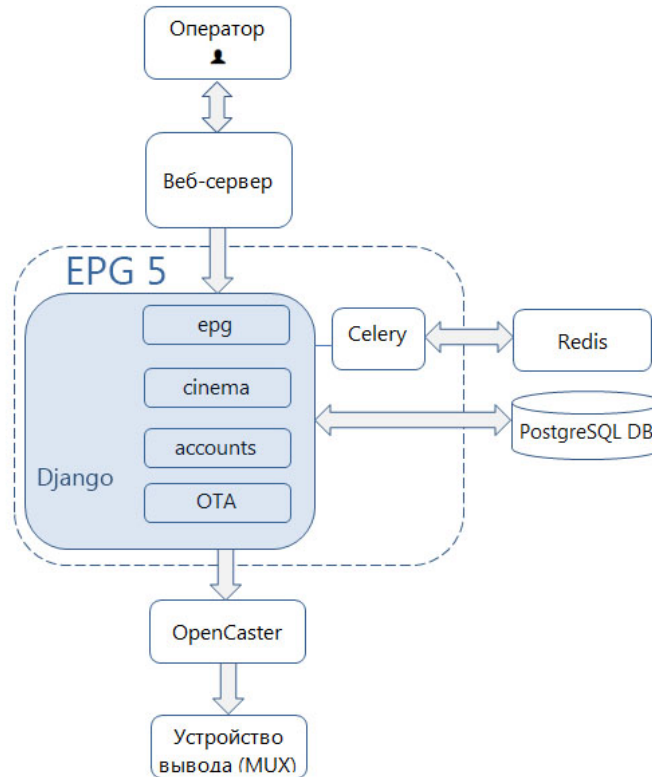 Оператор
Веб-сервер
EPG 5
epg
Celery
Redis
cinema
PostgreSQL DB
accounts
Django
OTA
OpenCaster
Устройство
вывода (MUX)